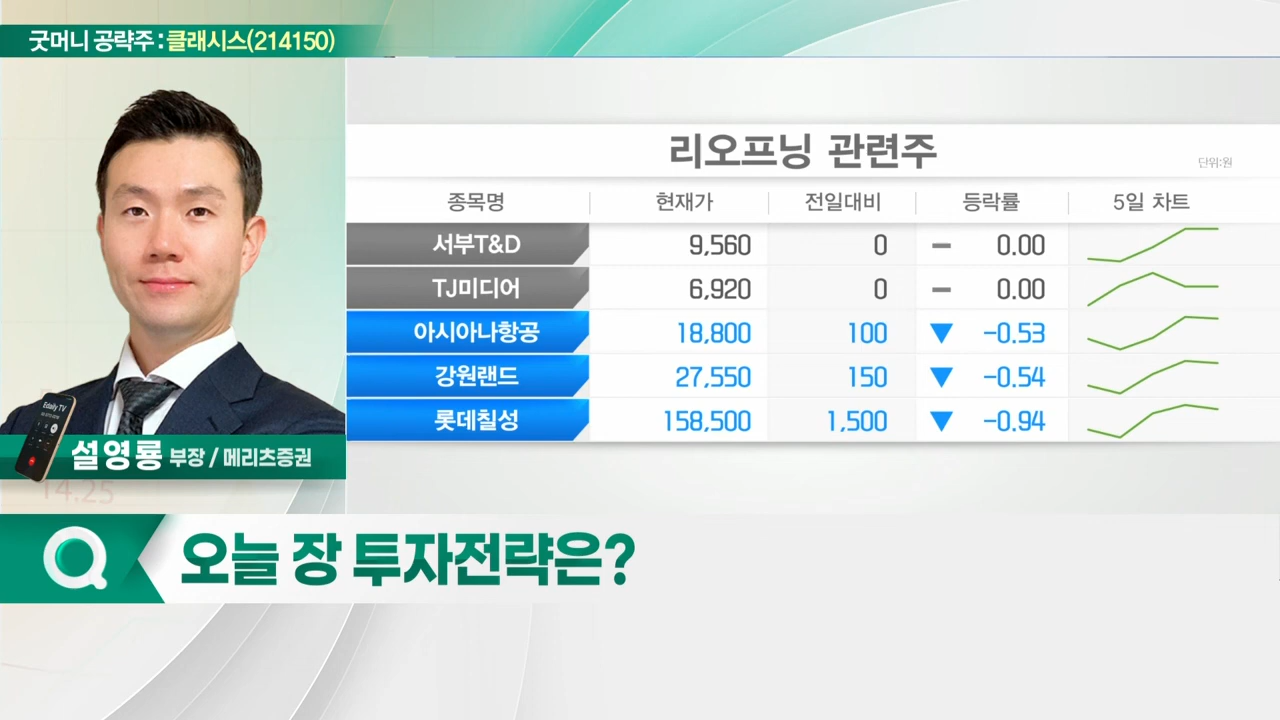 굿머니 공략주 : 클래시스(214150)
리오프닝 관련주
단위:원
종목명 현재가 전일대비 등락률 5일 차트
서부T&D 9,560 0 – 0.00
TJ미디어 6,920 0 – 0.00
아시아나항공 18,800 100 ▼ -0.53
강원랜드 27,550 150 ▼ -0.54
롯데칠성 158,500 1,500 ▼ -0.94
Edaily TV
설영룡 부장 / 메리츠증권
14.25
오늘 장 투자전략은?